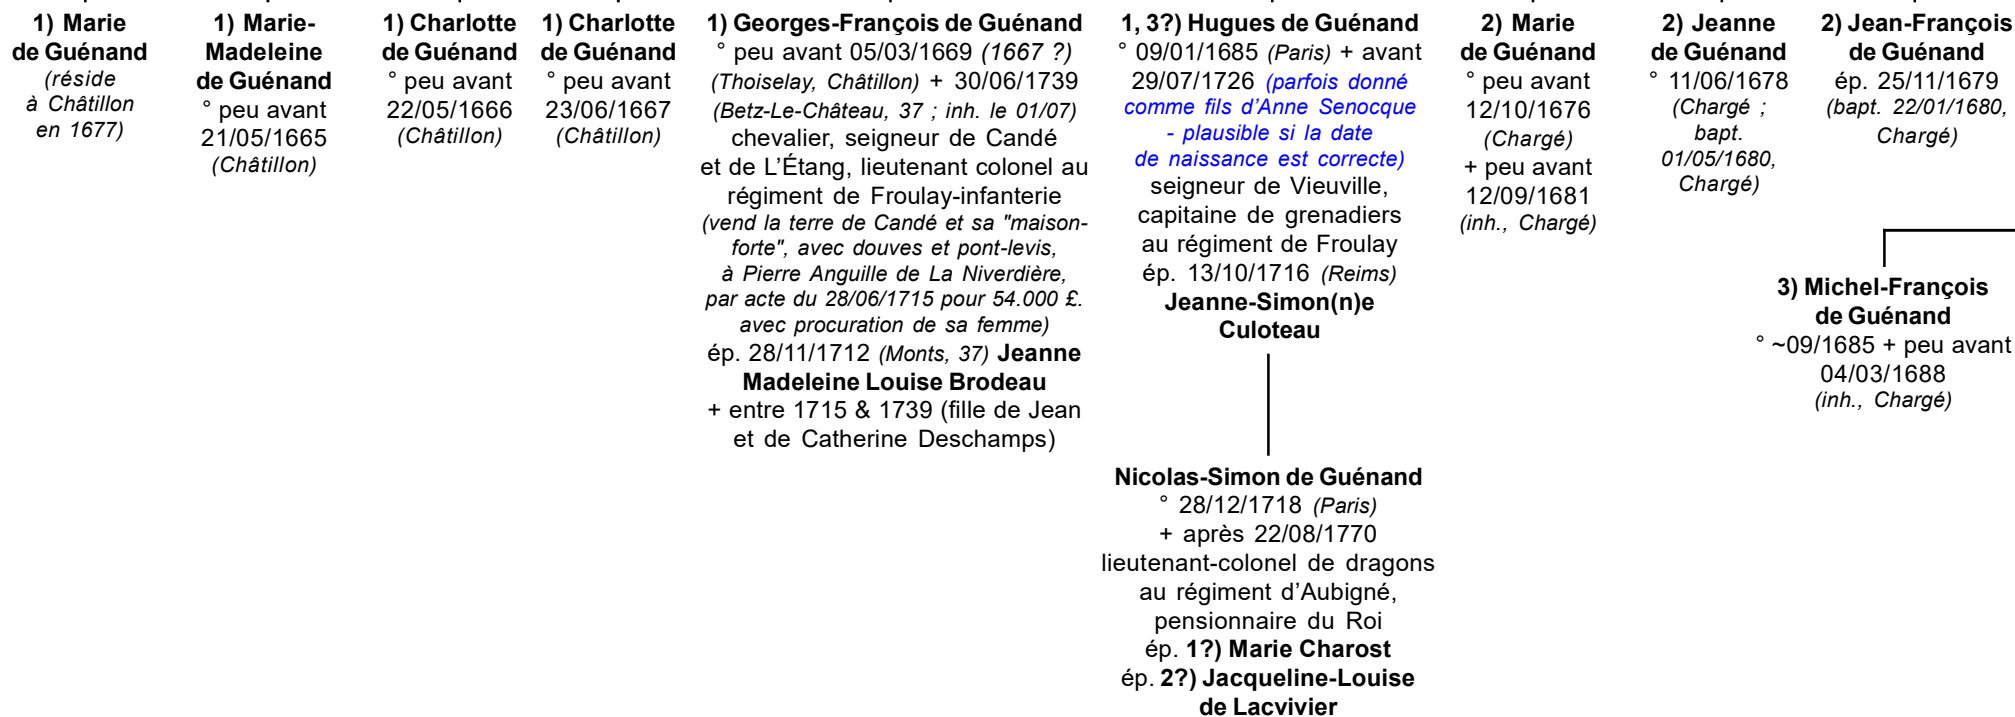 1) Marie
de Guénand
(réside
à Châtillon
en 1677)
1) Marie-
Madeleine
de Guénand
° peu avant
21/05/1665
(Châtillon)
1) Charlotte
de Guénand
° peu avant
22/05/1666
(Châtillon)
1) Charlotte
de Guénand
° peu avant
23/06/1667
(Châtillon)
1) Georges-François de Guénand
° peu avant 05/03/1669 (1667 ?)
(Thoiselay, Châtillon) + 30/06/1739
(Betz-Le-Château, 37 ; inh. le 01/07)
chevalier, seigneur de Candé
et de L’Étang, lieutenant colonel au
régiment de Froulay-infanterie
(vend la terre de Candé et sa "maison-
forte", avec douves et pont-levis,
à Pierre Anguille de La Niverdière,
par acte du 28/06/1715 pour 54.000 £.
avec procuration de sa femme)
ép. 28/11/1712 (Monts, 37) Jeanne
Madeleine Louise Brodeau
+ entre 1715 & 1739 (fille de Jean
et de Catherine Deschamps)
1, 3?) Hugues de Guénand
° 09/01/1685 (Paris) + avant
29/07/1726 (parfois donné
comme fils d’Anne Senocque
- plausible si la date
de naissance est correcte)
seigneur de Vieuville,
capitaine de grenadiers
au régiment de Froulay
ép. 13/10/1716 (Reims)
Jeanne-Simon(n)e
Culoteau
Nicolas-Simon de Guénand
° 28/12/1718 (Paris)
+ après 22/08/1770
lieutenant-colonel de dragons
au régiment d’Aubigné,
pensionnaire du Roi
ép. 1?) Marie Charost
ép. 2?) Jacqueline-Louise
de Lacvivier
2) Marie
de Guénand
° peu avant
12/10/1676
(Chargé)
+ peu avant
12/09/1681
(inh., Chargé)
2) Jeanne
de Guénand
° 11/06/1678
(Chargé ;
bapt.
01/05/1680,
Chargé)
2) Jean-François
de Guénand
ép. 25/11/1679
(bapt. 22/01/1680,
Chargé)
3) Michel-François
de Guénand
° ~09/1685 + peu avant
04/03/1688
(inh., Chargé)